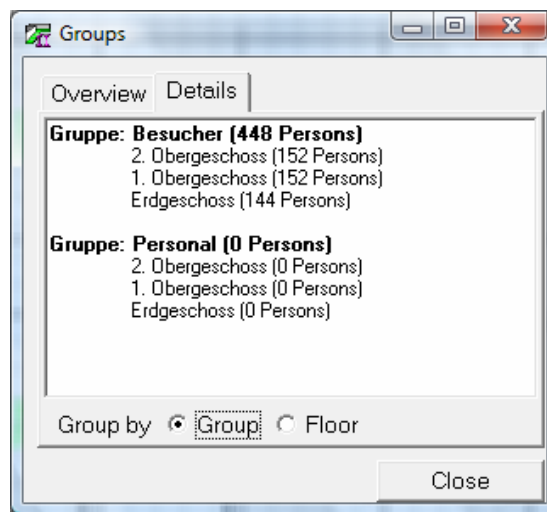 Groups
Overview Details
Gruppe: Besucher (448 Persons)
2. Obergeschoss (152 Persons)
1. Obergeschoss (152 Persons)
Erdgeschoss (144 Persons)
Gruppe: Personal (0 Persons)
2. Obergeschoss (0 Persons)
1. Obergeschoss (0 Persons)
Erdgeschoss (0 Persons)
Group by Group Floor
Close